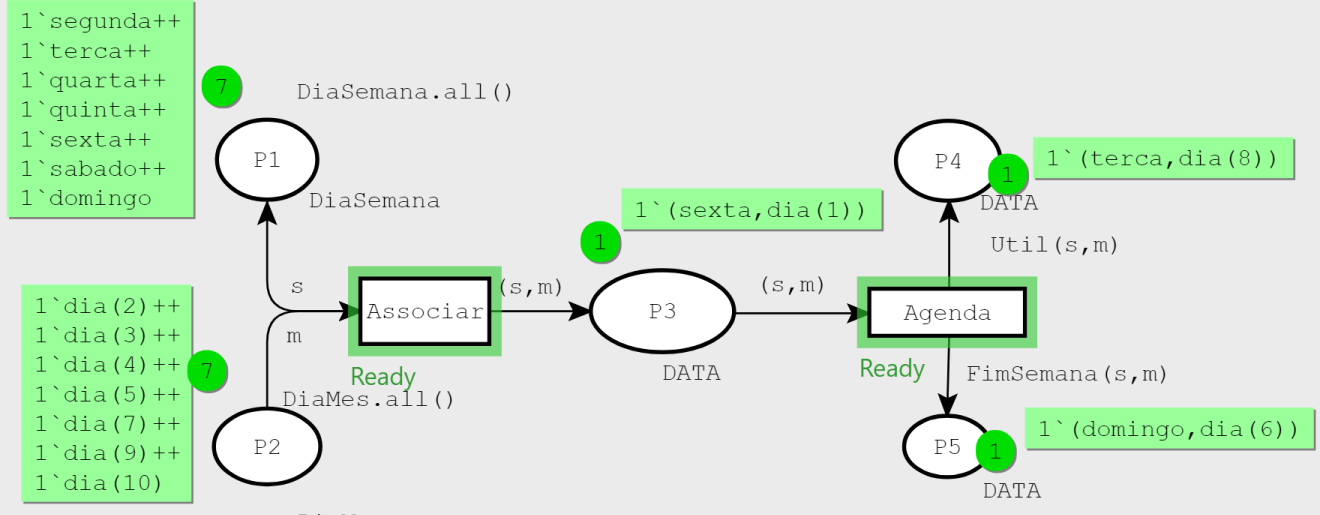 1`segunda++
1`terca++
1`quarta++
1`quinta++
1`sexta++
1`sabado++
1`domingo
7
DiaSemana.all()
P1
DiaSemana
1`dia(2)++
1`dia(3)++
1`dia(4)++
1`dia(5)++
1`dia(7)++
1`dia(9)++
1`dia(10)
7
s
m
Associar
Ready
DiaMes.all()
P2
(s,m)
1`(sexta,dia(1))
1
P3
DATA
(s,m)
Agenda
Ready
P4
1
1`(terca,dia(8))
DATA
Util(s,m)
FimSemana(s,m)
P5
1
1`(domingo,dia(6))
DATA